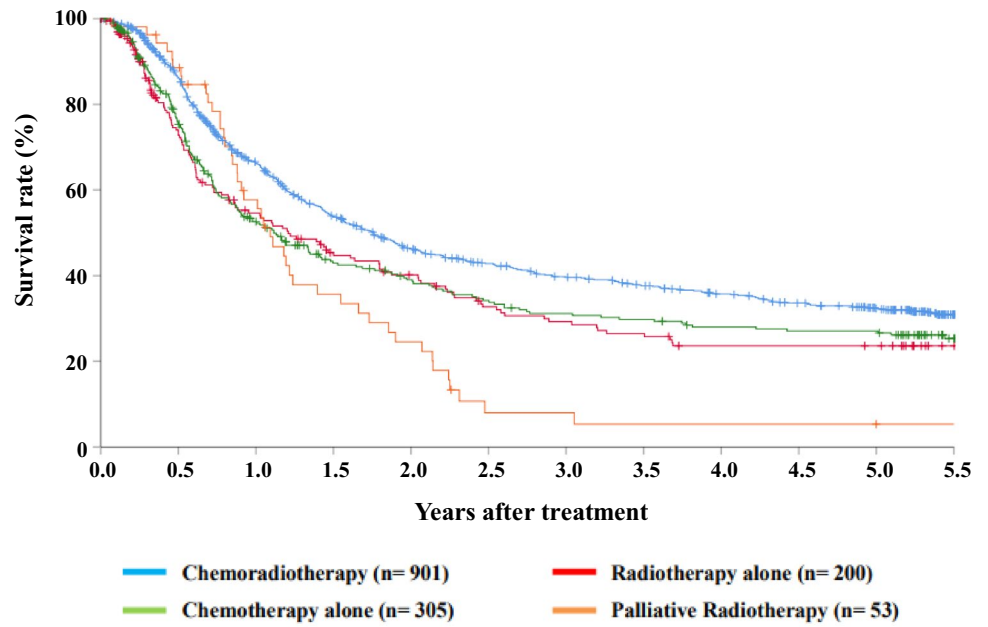 Survival rate (%)
100
80
60
40
20
0
0.0 0.5 1.0 1.5 2.0 2.5 3.0 3.5 4.0 4.5 5.0 5.5
Years after treatment
Chemoradiotherapy (n= 901) Radiotherapy alone (n= 200)
Chemotherapy alone (n= 305) Palliative Radiotherapy (n= 53)